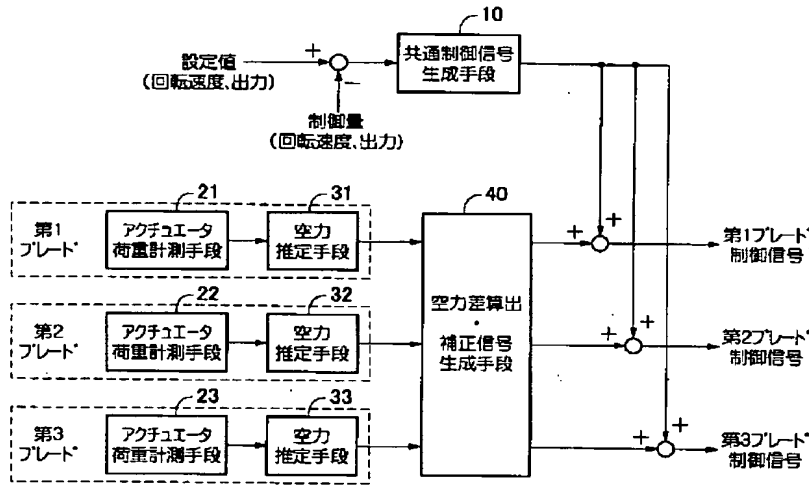 10
設定値
(回転速度、出力)
+
−
共通制御信号
生成手段
制御量
(回転速度、出力)
21
31
40
第1
ブレード
アクチュエータ
荷重計測手段
空力
推定手段
+
+
第1ブレード
制御信号
22
32
第2
ブレード
アクチュエータ
荷重計測手段
空力
推定手段
空力差算出
・
補正信号
生成手段
+
+
第2ブレード
制御信号
23
33
第3
ブレード
アクチュエータ
荷重計測手段
空力
推定手段
+
+
第3ブレード
制御信号